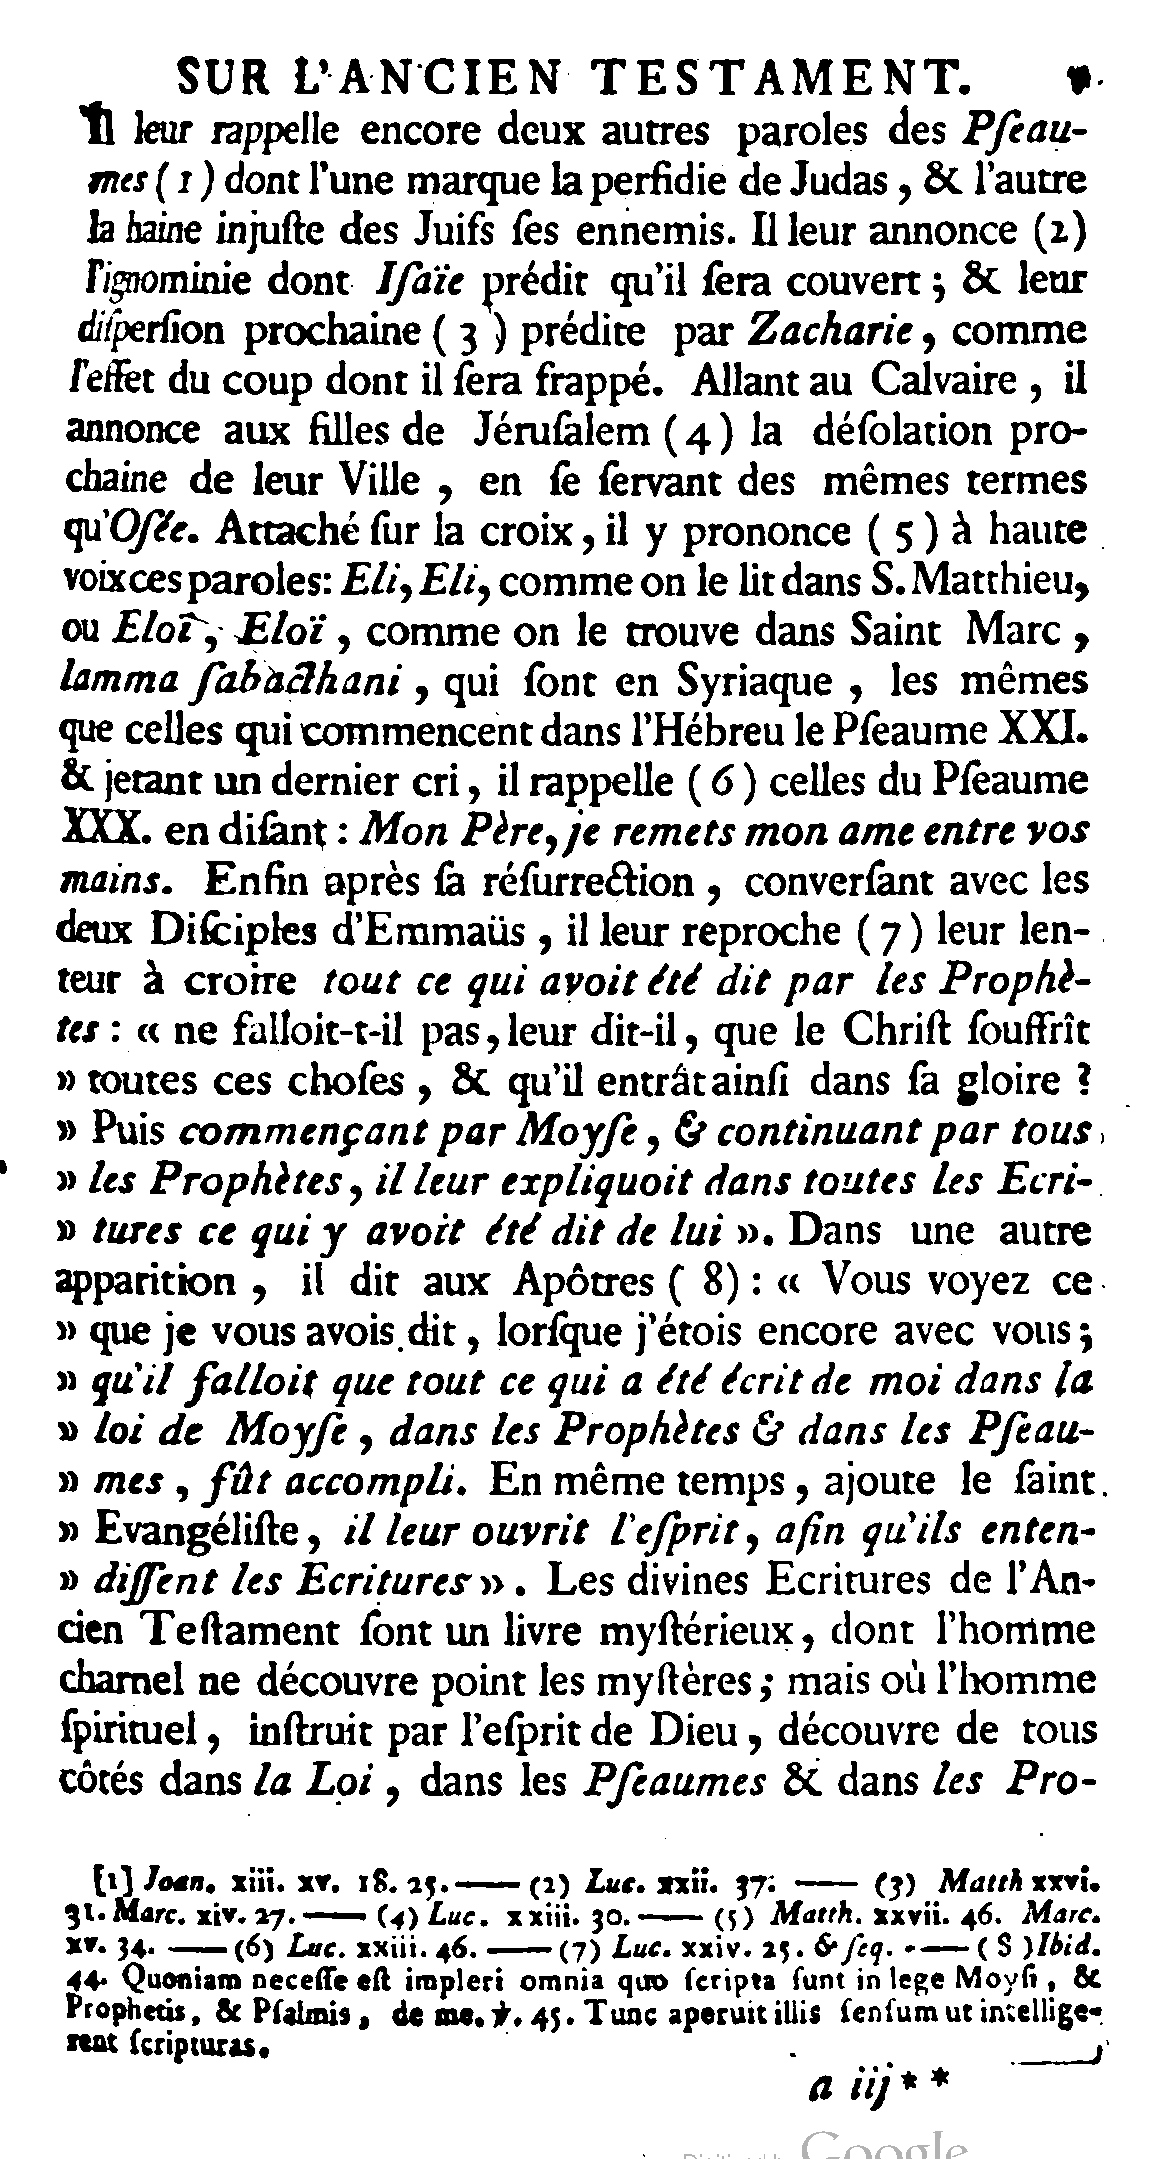 SUR L'ANCIEN TESTAMENT. v.
Il leur rappelle encore deux autres paroles des Pſeau-
mes (1) dont l'une marque la perfidie de Judas, & l'autre
la haine injuſte des Juifs ſes ennemis. Il leur annonce (2)
l'ignominie dont Iſaïe prédit qu'il ſera couvert ; & leur
diſperſion prochaine ( 3 ) prédite par Zacharie, comme
l'effet du coup dont il ſera frappé. Allant au Calvaire, il
annonce aux filles de Jéruſalem (4) la déſolation pro-
chaine de leur Ville, en ſe ſervant des mêmes termes
qu'Oſée. Attaché ſur la croix, il y prononce ( 5 ) à haute
voix ces paroles: Eli, Eli, comme on le lit dans S. Matthieu,
ou Eloï, Eloï, comme on le trouve dans Saint Marc,
lamma ſabacthani, qui ſont en Syriaque, les mêmes
que celles qui commencent dans l'Hébreu le Pſeaume XXI.
& jetant un dernier cri, il rappelle ( 6 ) celles du Pſeaume
XXX. en diſant : Mon Père, je remets mon ame entre vos
mains. Enfin après ſa réſurrection, converſant avec les
deux Diſciples d'Emmaüs, il leur reproche (7) leur len-
teur à croire tout ce qui avoit été dit par les Prophè-
tes : « ne falloit-t-il pas, leur dit-il, que le Chriſt ſouffrît
» toutes ces choſes, & qu'il entrât ainſi dans ſa gloire ?
» Puis commençant par Moyſe, & continuant par tous
» les Prophètes, il leur expliquoit dans toutes les Ecri-
» tures ce qui y avoit été dit de lui ». Dans une autre
apparition, il dit aux Apôtres ( 8) : « Vous voyez ce
» que je vous avois dit, lorſque j'étois encore avec vous;
» qu'il falloit que tout ce qui a été écrit de moi dans la
» loi de Moyſe, dans les Prophètes & dans les Pſeau-
» mes, fût accompli. En même temps, ajoute le ſaint
» Evangéliſte, il leur ouvrit l'eſprit, afin qu'ils enten-
» diſſent les Ecritures ». Les divines Ecritures de l'An-
cien Teſtament ſont un livre myſtérieux, dont l'homme
charnel ne découvre point les myſtères ; mais où l'homme
ſpirituel, inſtruit par l'eſprit de Dieu, découvre de tous
côtés dans la Loi, dans les Pſeaumes & dans les Pro-
[1] Joan. xiii. xv. 18. 25. — (2) Luc. xxii. 37. — (3) Matth xxvi.
31. Marc. xiv. 27. — (4) Luc. xxiii. 30. — (5) Matth. xxvii. 46. Marc.
xv. 34. — (6) Luc. xxiii. 46. — (7) Luc. xxiv. 25. & ſeq. — (8) Ibid.
44. Quoniam neceſſe eſt impleri omnia quæ ſcripta ſunt in lege Moyſi, &
Prophetis, & Pſalmis, de me. ℣. 45. Tunc aperuit illis ſenſum ut intellige-
rent ſcripturas.
a iij * *
Google